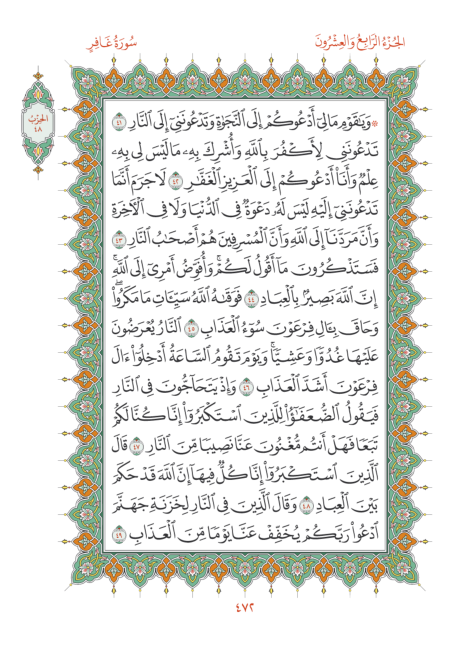 الجُزْءُ الرَّابِعُ وَالعِشْرُونَ
سُورَةُ غَافِرٍ
الحِزْبُ
٤٨
۞وَيَٰقَوْمِ مَا لِيٓ أَدْعُوكُمْ إِلَى ٱلنَّجَوٰةِ وَتَدْعُونَنِيٓ إِلَى ٱلنَّارِ ٤١
تَدْعُونَنِي لِأَكْفُرَ بِٱللَّهِ وَأُشْرِكَ بِهِۦ مَا لَيْسَ لِي بِهِۦ
عِلْمٌ وَأَنَا۠ أَدْعُوكُمْ إِلَى ٱلْعَزِيزِ ٱلْغَفَّٰرِ ٤٢ لَا جَرَمَ أَنَّمَا
تَدْعُونَنِيٓ إِلَيْهِ لَيْسَ لَهُۥ دَعْوَةٌ فِي ٱلدُّنْيَا وَلَا فِي ٱلْأٓخِرَةِ
وَأَنَّ مَرَدَّنَآ إِلَى ٱللَّهِ وَأَنَّ ٱلْمُسْرِفِينَ هُمْ أَصْحَٰبُ ٱلنَّارِ ٤٣
فَسَتَذْكُرُونَ مَآ أَقُولُ لَكُمْۚ وَأُفَوِّضُ أَمْرِيٓ إِلَى ٱللَّهِۚ
إِنَّ ٱللَّهَ بَصِيرٌۢ بِٱلْعِبَادِ ٤٤ فَوَقَىٰهُ ٱللَّهُ سَيِّـَٔاتِ مَا مَكَرُوا۟ۖ
وَحَاقَ بِـَٔالِ فِرْعَوْنَ سُوٓءُ ٱلْعَذَابِ ٤٥ ٱلنَّارُ يُعْرَضُونَ
عَلَيْهَا غُدُوًّا وَعَشِيًّاۚ وَيَوْمَ تَقُومُ ٱلسَّاعَةُ أَدْخِلُوٓا۟ ءَالَ
فِرْعَوْنَ أَشَدَّ ٱلْعَذَابِ ٤٦ وَإِذْ يَتَحَآجُّونَ فِي ٱلنَّارِ
فَيَقُولُ ٱلضُّعَفَٰٓؤُا۟ لِلَّذِينَ ٱسْتَكْبَرُوٓا۟ إِنَّا كُنَّا لَكُمْ
تَبَعًا فَهَلْ أَنتُم مُّغْنُونَ عَنَّا نَصِيبًا مِّنَ ٱلنَّارِ ٤٧ قَالَ
ٱلَّذِينَ ٱسْتَكْبَرُوٓا۟ إِنَّا كُلٌّ فِيهَآ إِنَّ ٱللَّهَ قَدْ حَكَمَ
بَيْنَ ٱلْعِبَادِ ٤٨ وَقَالَ ٱلَّذِينَ فِي ٱلنَّارِ لِخَزَنَةِ جَهَنَّمَ
ٱدْعُوا۟ رَبَّكُمْ يُخَفِّفْ عَنَّا يَوْمًا مِّنَ ٱلْعَذَابِ ٤٩
٤٧٢